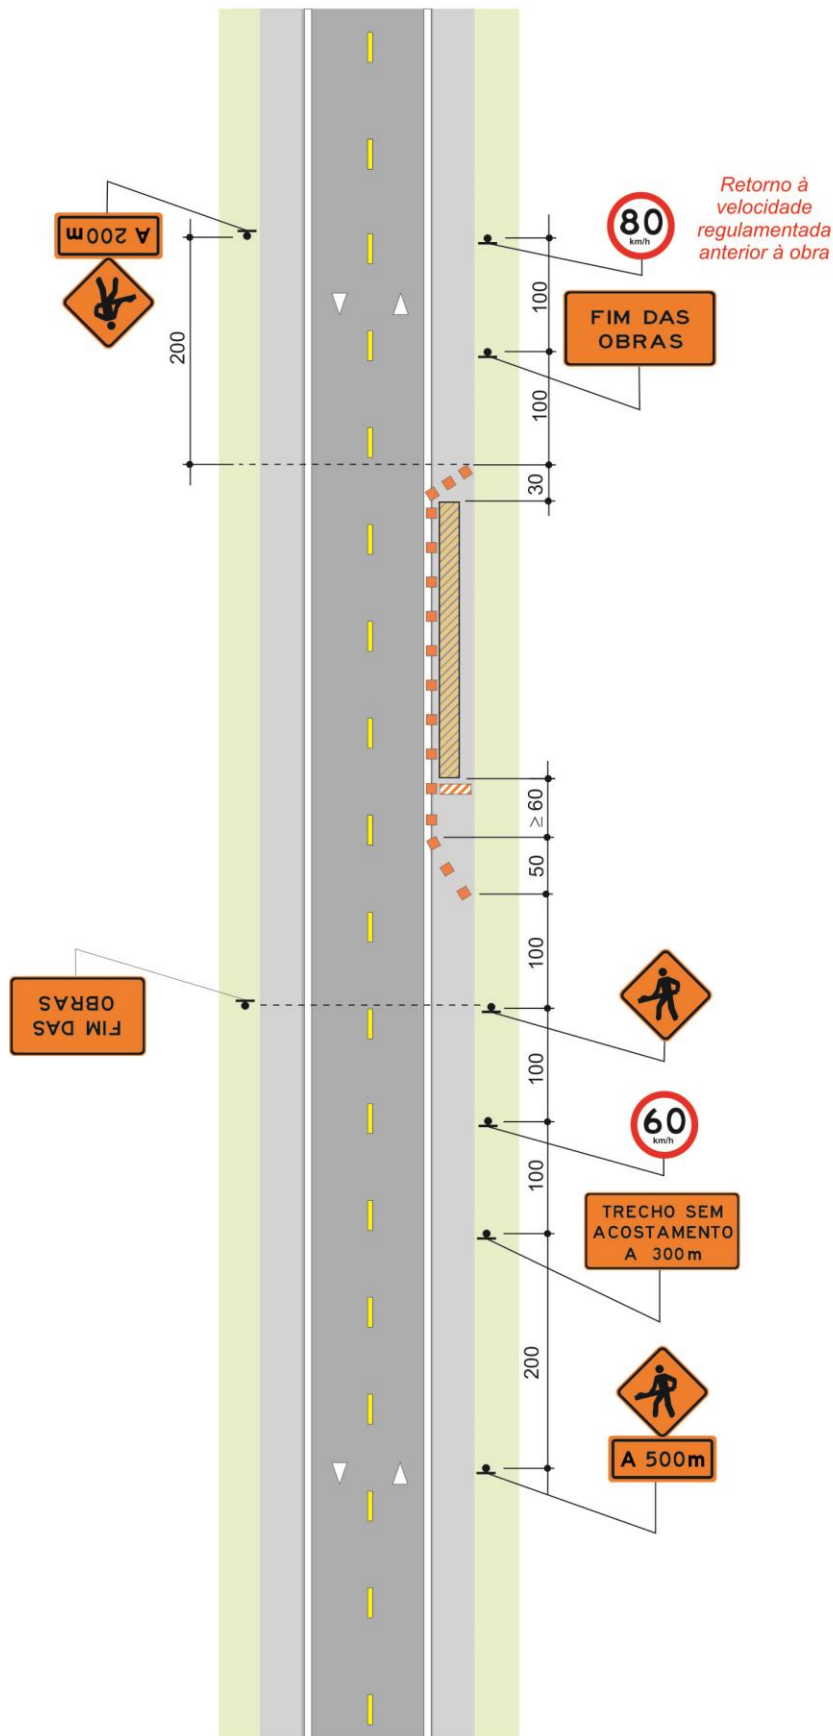 Retorno à
velocidade
regulamentada
anterior à obra
80
km/h
A 200m
100
FIM DAS
OBRAS
200
100
30
≥ 60
50
100
FIM DAS
OBRAS
100
60
km/h
100
TRECHO SEM
ACOSTAMENTO
A 300m
200
A 500m